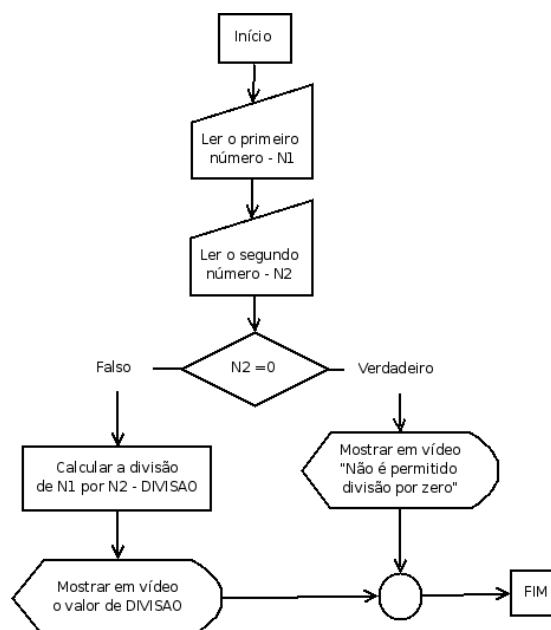 Início
Ler o primeiro
número - N1
Ler o segundo
número - N2
N2 =0
Falso
Verdadeiro
Calcular a divisão
de N1 por N2 - DIVISAO
Mostrar em vídeo
"Não é permitido
divisão por zero"
Mostrar em vídeo
o valor de DIVISAO
FIM